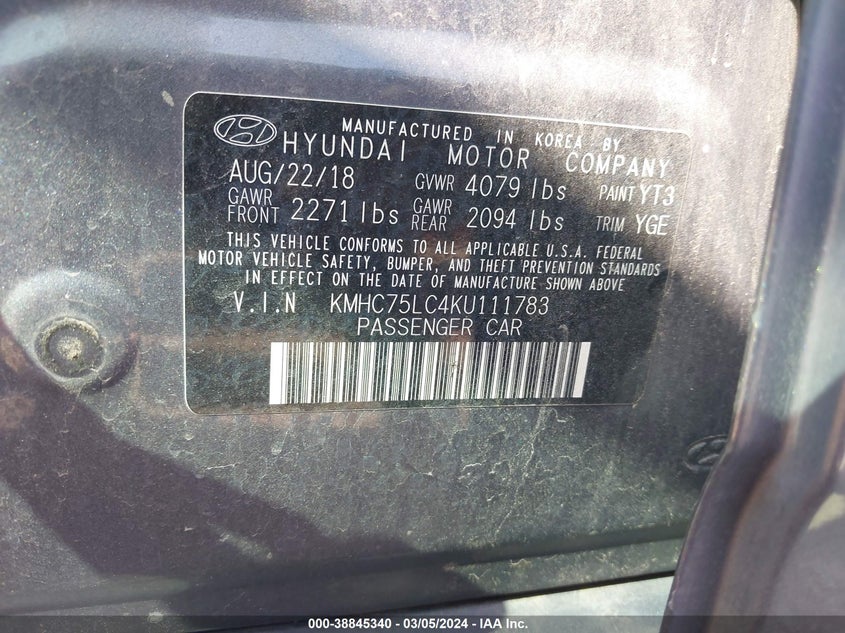 MANUFACTURED IN KOREA BY
HYUNDAI MOTOR COMPANY
AUG/22/18 GVWR 4079 lbs PAINT YT3
GAWR FRONT 2271 lbs GAWR REAR 2094 lbs TRIM YGE
THIS VEHICLE CONFORMS TO ALL APPLICABLE U.S.A. FEDERAL
MOTOR VEHICLE SAFETY, BUMPER, AND THEFT PREVENTION STANDARDS
IN EFFECT ON THE DATE OF MANUFACTURE SHOWN ABOVE
V.I.N KMHC75LC4KU111783
PASSENGER CAR
000-38845340 - 03/05/2024 - IAA Inc.